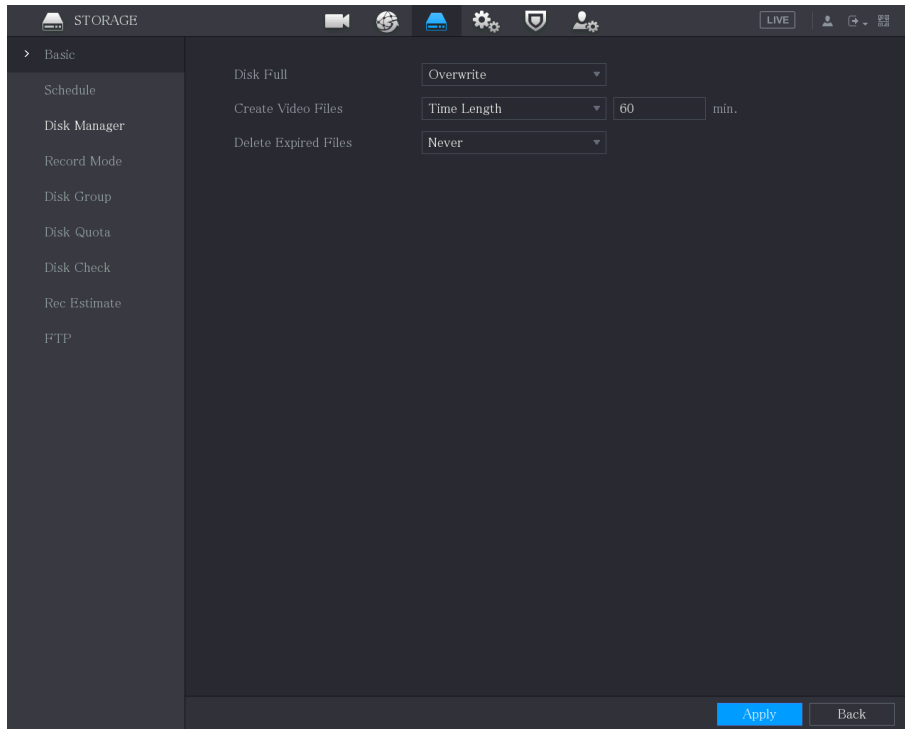 STORAGE
LIVE
Basic
Schedule
Disk Manager
Record Mode
Disk Group
Disk Quota
Disk Check
Rec Estimate
FTP
Disk Full Overwrite
Create Video Files Time Length 60 min.
Delete Expired Files Never
Apply Back